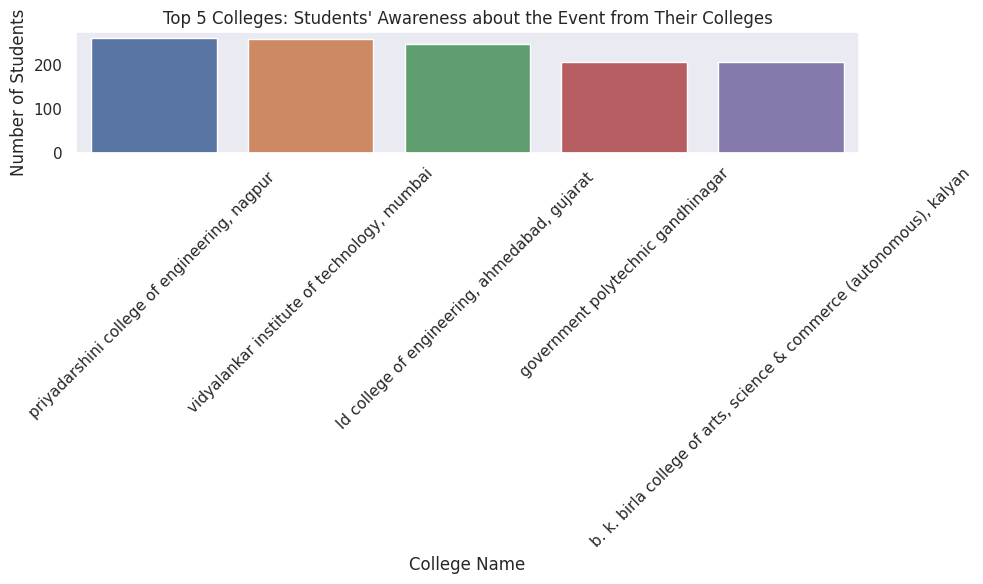 Top 5 Colleges: Students' Awareness about the Event from Their Colleges
Number of Students
200
100
0
priyadarshini college of engineering, nagpur
vidyalankar institute of technology, mumbai
ld college of engineering, ahmedabad, gujarat
government polytechnic gandhinagar
b. k. birla college of arts, science & commerce (autonomous), kalyan
College Name